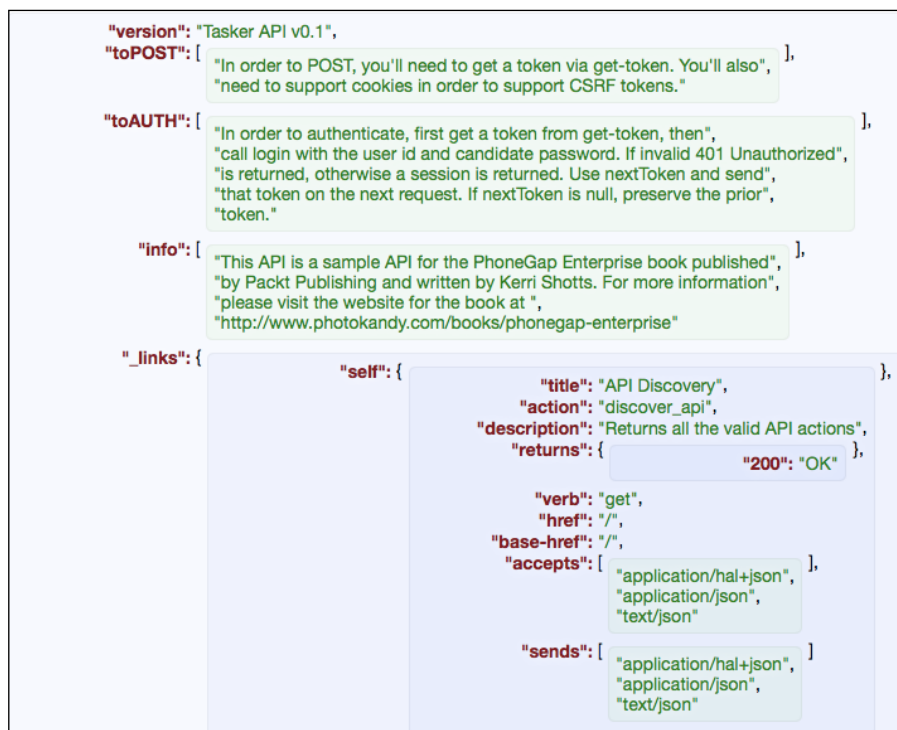 "version": "Tasker API v0.1",
"toPOST": [
"In order to POST, you'll need to get a token via get-token. You'll also",
"need to support cookies in order to support CSRF tokens."
],
"toAUTH": [
"In order to authenticate, first get a token from get-token, then",
"call login with the user id and candidate password. If invalid 401 Unauthorized",
"is returned, otherwise a session is returned. Use nextToken and send",
"that token on the next request. If nextToken is null, preserve the prior",
"token."
],
"info": [
"This API is a sample API for the PhoneGap Enterprise book published",
"by Packt Publishing and written by Kerri Shotts. For more information",
"please visit the website for the book at ",
"http://www.photokandy.com/books/phonegap-enterprise"
],
"_links": {
"self": {
"title": "API Discovery",
"action": "discover_api",
"description": "Returns all the valid API actions",
"returns": {
"200": "OK"
},
"verb": "get",
"href": "/",
"base-href": "/",
"accepts": [
"application/hal+json",
"application/json",
"text/json"
],
"sends": [
"application/hal+json",
"application/json",
"text/json"
]
},